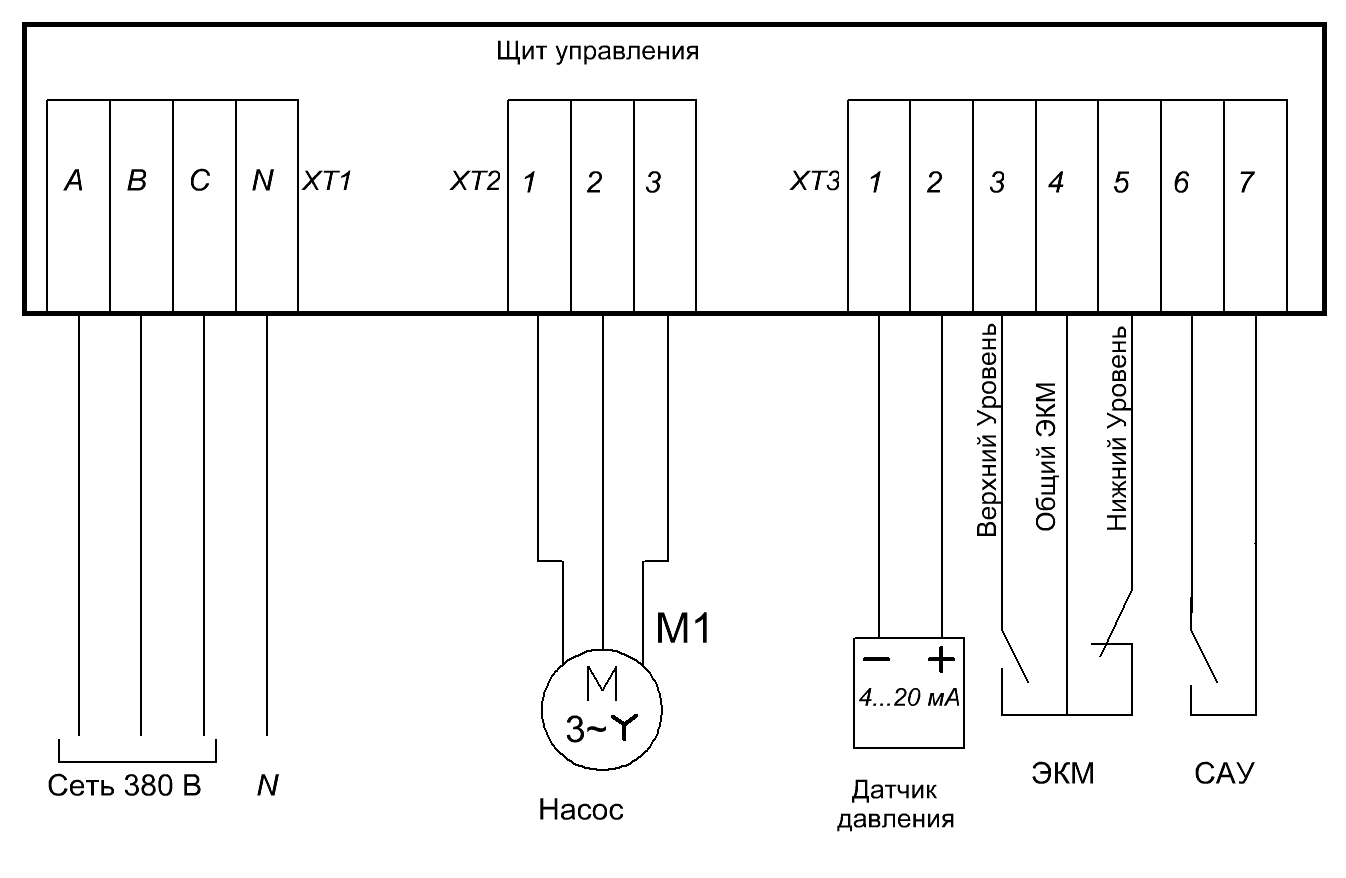 Щит управления
A B C N XT1
XT2 1 2 3
XT3 1 2 3 4 5 6 7
Верхний Уровень
Общий ЭКМ
Нижний Уровень
M1
M
3~Y
− +
4...20 мА
Сеть 380 В
N
Насос
Датчик
давления
ЭКМ
САУ